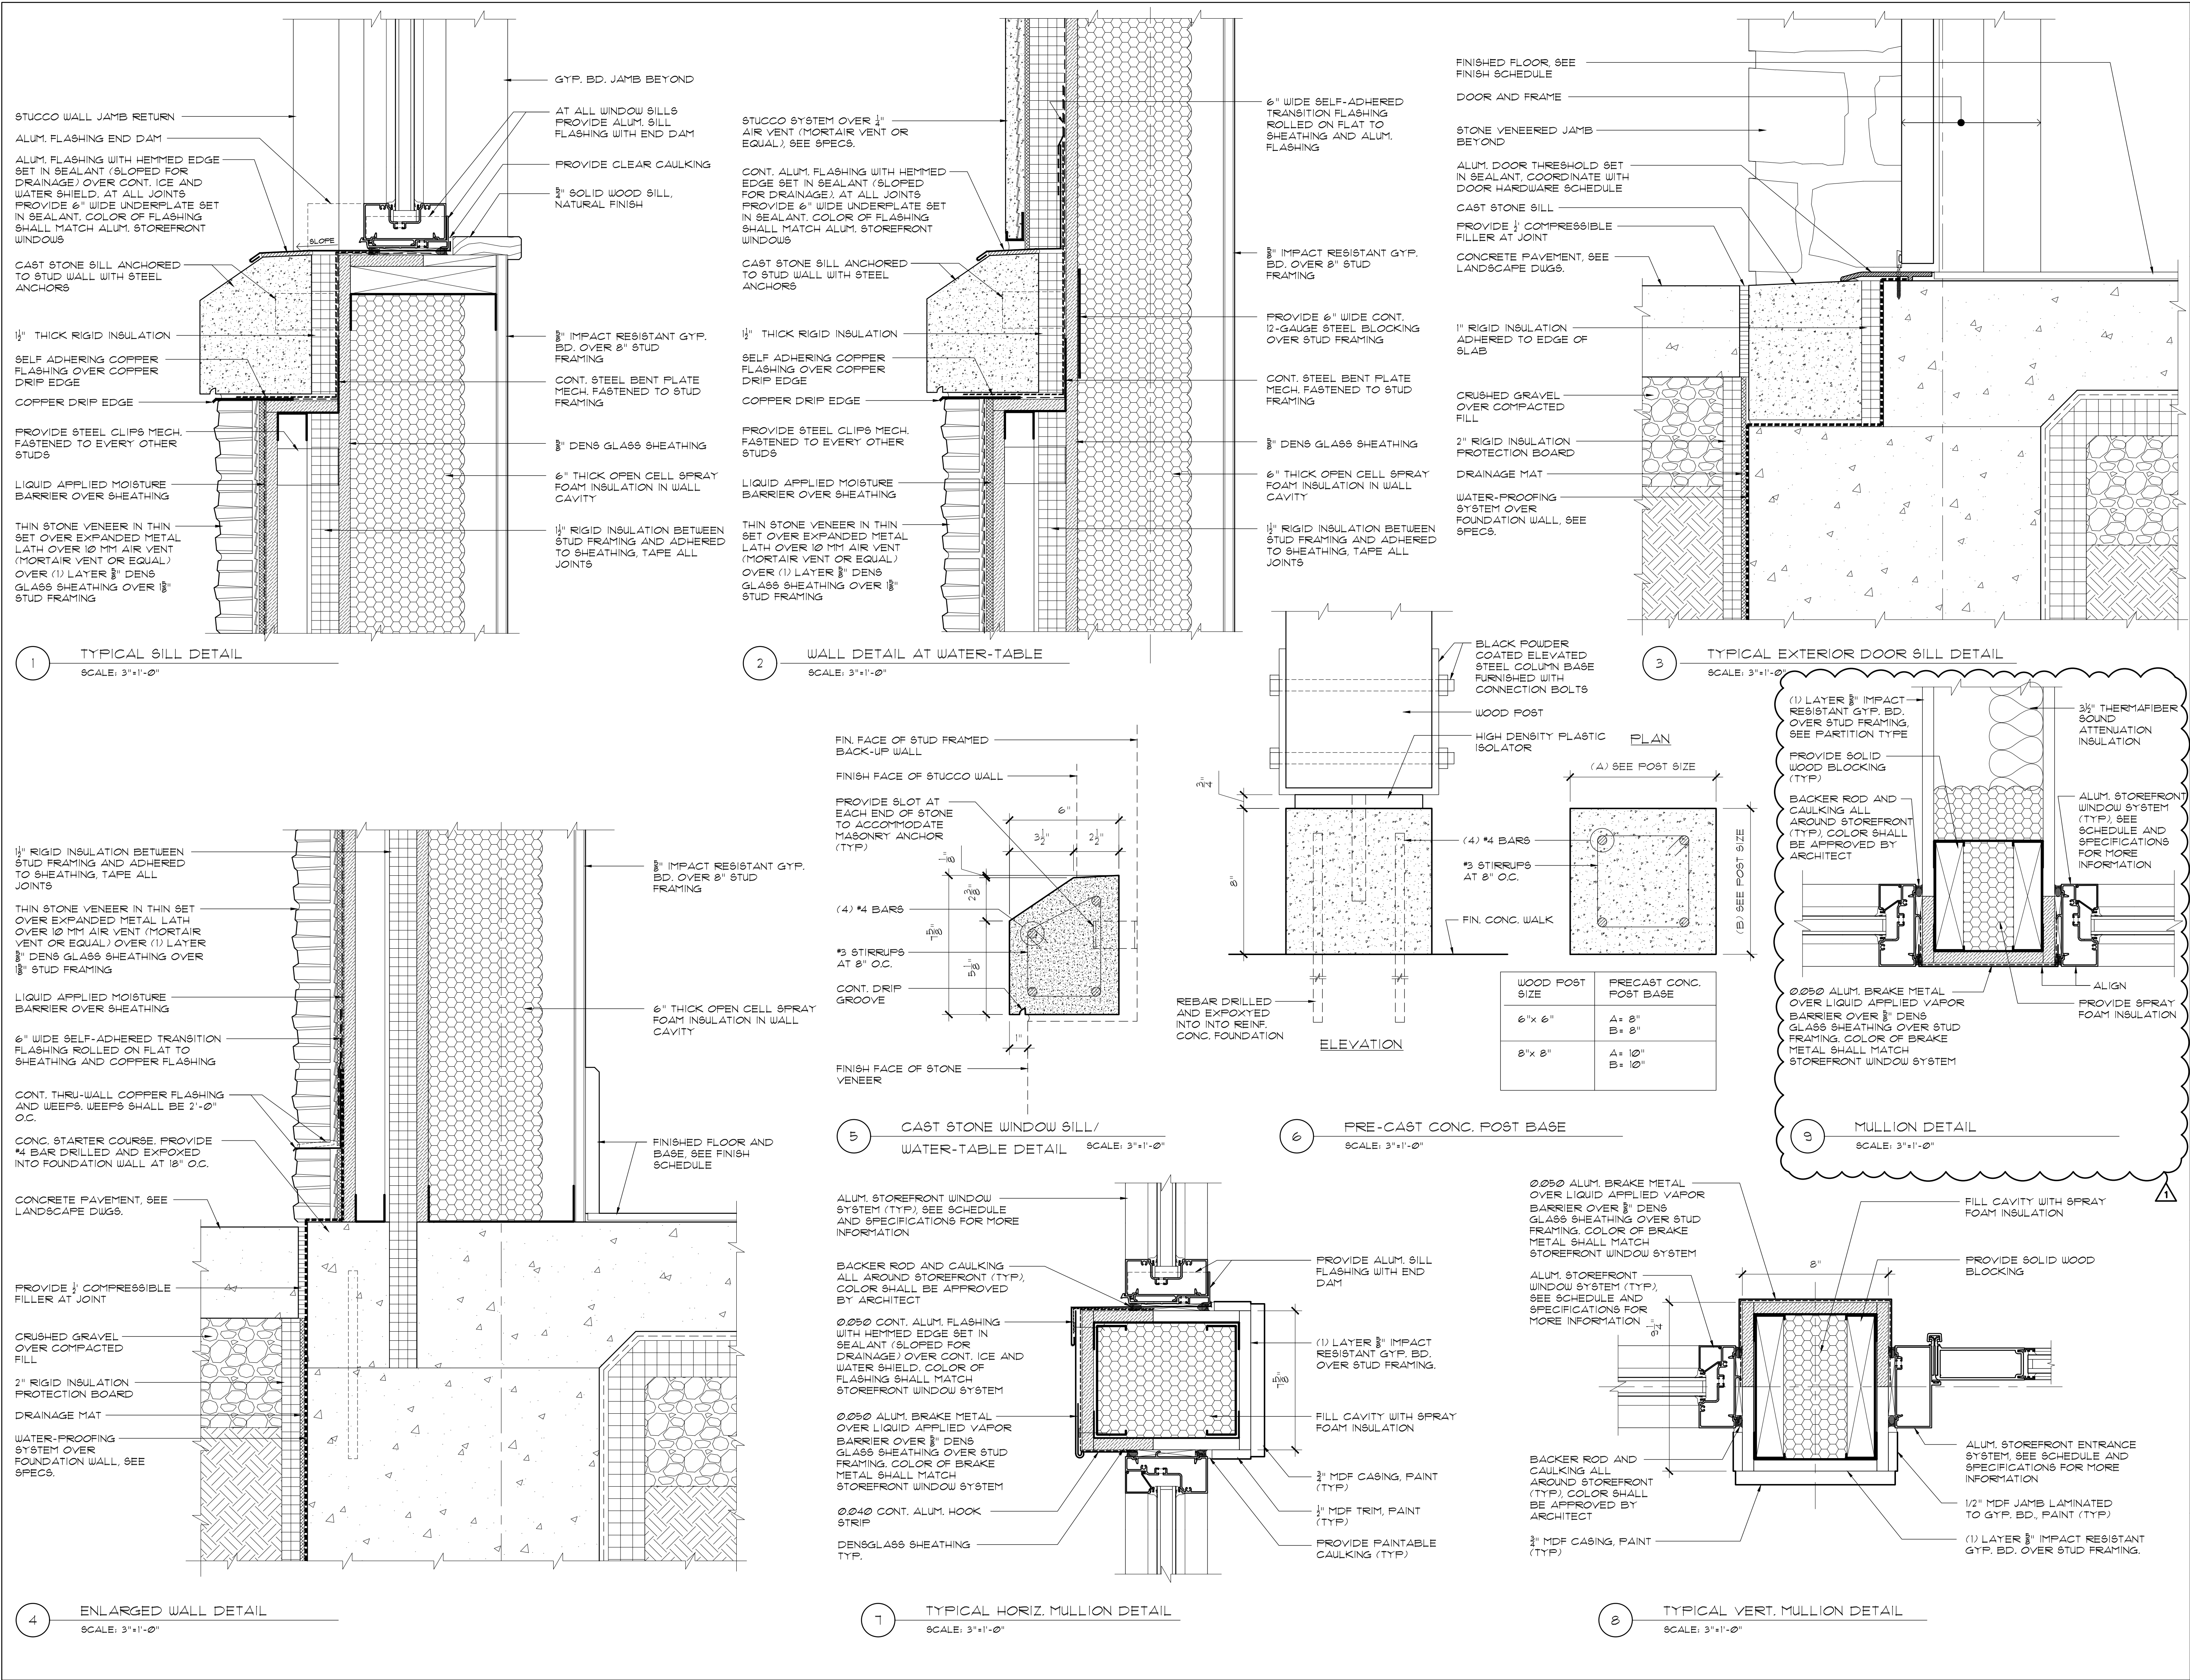 STUCCO WALL JAMB RETURN
ALUM. FLASHING END DAM
ALUM. FLASHING WITH HEMMED EDGE
SET IN SEALANT (SLOPED FOR
DRAINAGE) OVER CONT. ICE AND
WATER SHIELD. AT ALL JOINTS
PROVIDE 6" WIDE UNDERPLATE SET
IN SEALANT. COLOR OF FLASHING
SHALL MATCH ALUM. STOREFRONT
WINDOWS
CAST STONE SILL ANCHORED
TO STUD WALL WITH STEEL
ANCHORS
1½" THICK RIGID INSULATION
SELF ADHERING COPPER
FLASHING OVER COPPER
DRIP EDGE
COPPER DRIP EDGE
PROVIDE STEEL CLIPS MECH.
FASTENED TO EVERY OTHER
STUDS
LIQUID APPLIED MOISTURE
BARRIER OVER SHEATHING
THIN STONE VENEER IN THIN
SET OVER EXPANDED METAL
LATH OVER 10 MM AIR VENT
(MORTAIR VENT OR EQUAL)
OVER (1) LAYER ⅝" DENS
GLASS SHEATHING OVER 1⅝"
STUD FRAMING
SLOPE
GYP. BD. JAMB BEYOND
AT ALL WINDOW SILLS
PROVIDE ALUM. SILL
FLASHING WITH END DAM
PROVIDE CLEAR CAULKING
5/4" SOLID WOOD SILL,
NATURAL FINISH
⅝" IMPACT RESISTANT GYP.
BD. OVER 8" STUD
FRAMING
CONT. STEEL BENT PLATE
MECH. FASTENED TO STUD
FRAMING
⅝" DENS GLASS SHEATHING
6" THICK OPEN CELL SPRAY
FOAM INSULATION IN WALL
CAVITY
1½" RIGID INSULATION BETWEEN
STUD FRAMING AND ADHERED
TO SHEATHING, TAPE ALL
JOINTS
1
TYPICAL SILL DETAIL
SCALE: 3"=1'-0"
STUCCO SYSTEM OVER ¼"
AIR VENT (MORTAIR VENT OR
EQUAL), SEE SPECS.
CONT. ALUM. FLASHING WITH HEMMED
EDGE SET IN SEALANT (SLOPED
FOR DRAINAGE). AT ALL JOINTS
PROVIDE 6" WIDE UNDERPLATE SET
IN SEALANT. COLOR OF FLASHING
SHALL MATCH ALUM. STOREFRONT
WINDOWS
CAST STONE SILL ANCHORED
TO STUD WALL WITH STEEL
ANCHORS
1½" THICK RIGID INSULATION
SELF ADHERING COPPER
FLASHING OVER COPPER
DRIP EDGE
COPPER DRIP EDGE
PROVIDE STEEL CLIPS MECH.
FASTENED TO EVERY OTHER
STUDS
LIQUID APPLIED MOISTURE
BARRIER OVER SHEATHING
THIN STONE VENEER IN THIN
SET OVER EXPANDED METAL
LATH OVER 10 MM AIR VENT
(MORTAIR VENT OR EQUAL)
OVER (1) LAYER ⅝" DENS
GLASS SHEATHING OVER 1⅝"
STUD FRAMING
6" WIDE SELF-ADHERED
TRANSITION FLASHING
ROLLED ON FLAT TO
SHEATHING AND ALUM.
FLASHING
⅝" IMPACT RESISTANT GYP.
BD. OVER 8" STUD
FRAMING
PROVIDE 6" WIDE CONT.
12-GAUGE STEEL BLOCKING
OVER STUD FRAMING
CONT. STEEL BENT PLATE
MECH. FASTENED TO STUD
FRAMING
⅝" DENS GLASS SHEATHING
6" THICK OPEN CELL SPRAY
FOAM INSULATION IN WALL
CAVITY
1½" RIGID INSULATION BETWEEN
STUD FRAMING AND ADHERED
TO SHEATHING, TAPE ALL
JOINTS
2
WALL DETAIL AT WATER-TABLE
SCALE: 3"=1'-0"
FINISHED FLOOR, SEE
FINISH SCHEDULE
DOOR AND FRAME
STONE VENEERED JAMB
BEYOND
ALUM. DOOR THRESHOLD SET
IN SEALANT, COORDINATE WITH
DOOR HARDWARE SCHEDULE
CAST STONE SILL
PROVIDE ½' COMPRESSIBLE
FILLER AT JOINT
CONCRETE PAVEMENT, SEE
LANDSCAPE DWGS.
1" RIGID INSULATION
ADHERED TO EDGE OF
SLAB
CRUSHED GRAVEL
OVER COMPACTED
FILL
2" RIGID INSULATION
PROTECTION BOARD
DRAINAGE MAT
WATER-PROOFING
SYSTEM OVER
FOUNDATION WALL, SEE
SPECS.
3
TYPICAL EXTERIOR DOOR SILL DETAIL
SCALE: 3"=1'-0"
1½" RIGID INSULATION BETWEEN
STUD FRAMING AND ADHERED
TO SHEATHING, TAPE ALL
JOINTS
THIN STONE VENEER IN THIN SET
OVER EXPANDED METAL LATH
OVER 10 MM AIR VENT (MORTAIR
VENT OR EQUAL) OVER (1) LAYER
⅝" DENS GLASS SHEATHING OVER
1⅝" STUD FRAMING
LIQUID APPLIED MOISTURE
BARRIER OVER SHEATHING
6" WIDE SELF-ADHERED TRANSITION
FLASHING ROLLED ON FLAT TO
SHEATHING AND COPPER FLASHING
CONT. THRU-WALL COPPER FLASHING
AND WEEPS. WEEPS SHALL BE 2'-0"
O.C.
CONC. STARTER COURSE. PROVIDE
#4 BAR DRILLED AND EXPOXED
INTO FOUNDATION WALL AT 18" O.C.
CONCRETE PAVEMENT, SEE
LANDSCAPE DWGS.
PROVIDE ½' COMPRESSIBLE
FILLER AT JOINT
CRUSHED GRAVEL
OVER COMPACTED
FILL
2" RIGID INSULATION
PROTECTION BOARD
DRAINAGE MAT
WATER-PROOFING
SYSTEM OVER
FOUNDATION WALL, SEE
SPECS.
⅝" IMPACT RESISTANT GYP.
BD. OVER 8" STUD
FRAMING
6" THICK OPEN CELL SPRAY
FOAM INSULATION IN WALL
CAVITY
FINISHED FLOOR AND
BASE, SEE FINISH
SCHEDULE
4
ENLARGED WALL DETAIL
SCALE: 3"=1'-0"
FIN. FACE OF STUD FRAMED
BACK-UP WALL
FINISH FACE OF STUCCO WALL
PROVIDE SLOT AT
EACH END OF STONE
TO ACCOMMODATE
MASONRY ANCHOR
(TYP)
6"
3½"
2½"
⅛"
2⅜"
7⅝"
5⅛"
(4) #4 BARS
#3 STIRRUPS
AT 8" O.C.
CONT. DRIP
GROOVE
1"
FINISH FACE OF STONE
VENEER
5
CAST STONE WINDOW SILL/
WATER-TABLE DETAIL
SCALE: 3"=1'-0"
BLACK POWDER
COATED ELEVATED
STEEL COLUMN BASE
FURNISHED WITH
CONNECTION BOLTS
WOOD POST
HIGH DENSITY PLASTIC
ISOLATOR
PLAN
(A) SEE POST SIZE
(B) SEE POST SIZE
¾"
8"
(4) #4 BARS
#3 STIRRUPS
AT 8" O.C.
FIN. CONC. WALK
REBAR DRILLED
AND EXPOXYED
INTO INTO REINF.
CONC. FOUNDATION
ELEVATION
WOOD POST
SIZE
PRECAST CONC.
POST BASE
6"x 6"
A= 8"
B= 8"
8"x 8"
A= 10"
B= 10"
6
PRE-CAST CONC. POST BASE
SCALE: 3"=1'-0"
(1) LAYER ⅝" IMPACT
RESISTANT GYP. BD.
OVER STUD FRAMING,
SEE PARTITION TYPE
PROVIDE SOLID
WOOD BLOCKING
(TYP)
BACKER ROD AND
CAULKING ALL
AROUND STOREFRONT
(TYP), COLOR SHALL
BE APPROVED BY
ARCHITECT
3½" THERMAFIBER
SOUND
ATTENUATION
INSULATION
ALUM. STOREFRONT
WINDOW SYSTEM
(TYP), SEE
SCHEDULE AND
SPECIFICATIONS
FOR MORE
INFORMATION
ALIGN
PROVIDE SPRAY
FOAM INSULATION
0.050 ALUM. BRAKE METAL
OVER LIQUID APPLIED VAPOR
BARRIER OVER ⅝" DENS
GLASS SHEATHING OVER STUD
FRAMING. COLOR OF BRAKE
METAL SHALL MATCH
STOREFRONT WINDOW SYSTEM
9
MULLION DETAIL
SCALE: 3"=1'-0"
1
ALUM. STOREFRONT WINDOW
SYSTEM (TYP), SEE SCHEDULE
AND SPECIFICATIONS FOR MORE
INFORMATION
BACKER ROD AND CAULKING
ALL AROUND STOREFRONT (TYP),
COLOR SHALL BE APPROVED
BY ARCHITECT
0.050 CONT. ALUM. FLASHING
WITH HEMMED EDGE SET IN
SEALANT (SLOPED FOR
DRAINAGE) OVER CONT. ICE AND
WATER SHIELD. COLOR OF
FLASHING SHALL MATCH
STOREFRONT WINDOW SYSTEM
0.050 ALUM. BRAKE METAL
OVER LIQUID APPLIED VAPOR
BARRIER OVER ⅝" DENS
GLASS SHEATHING OVER STUD
FRAMING. COLOR OF BRAKE
METAL SHALL MATCH
STOREFRONT WINDOW SYSTEM
0.040 CONT. ALUM. HOOK
STRIP
DENSGLASS SHEATHING
TYP.
PROVIDE ALUM. SILL
FLASHING WITH END
DAM
(1) LAYER ⅝" IMPACT
RESISTANT GYP. BD.
OVER STUD FRAMING.
7⅝"
FILL CAVITY WITH SPRAY
FOAM INSULATION
¾" MDF CASING, PAINT
(TYP)
½" MDF TRIM, PAINT
(TYP)
PROVIDE PAINTABLE
CAULKING (TYP)
7
TYPICAL HORIZ. MULLION DETAIL
SCALE: 3"=1'-0"
0.050 ALUM. BRAKE METAL
OVER LIQUID APPLIED VAPOR
BARRIER OVER ⅝" DENS
GLASS SHEATHING OVER STUD
FRAMING. COLOR OF BRAKE
METAL SHALL MATCH
STOREFRONT WINDOW SYSTEM
ALUM. STOREFRONT
WINDOW SYSTEM (TYP),
SEE SCHEDULE AND
SPECIFICATIONS FOR
MORE INFORMATION
8"
9¼"
BACKER ROD AND
CAULKING ALL
AROUND STOREFRONT
(TYP), COLOR SHALL
BE APPROVED BY
ARCHITECT
¾" MDF CASING, PAINT
(TYP)
FILL CAVITY WITH SPRAY
FOAM INSULATION
PROVIDE SOLID WOOD
BLOCKING
ALUM. STOREFRONT ENTRANCE
SYSTEM, SEE SCHEDULE AND
SPECIFICATIONS FOR MORE
INFORMATION
1/2" MDF JAMB LAMINATED
TO GYP. BD., PAINT (TYP)
(1) LAYER ⅝" IMPACT RESISTANT
GYP. BD. OVER STUD FRAMING.
8
TYPICAL VERT. MULLION DETAIL
SCALE: 3"=1'-0"